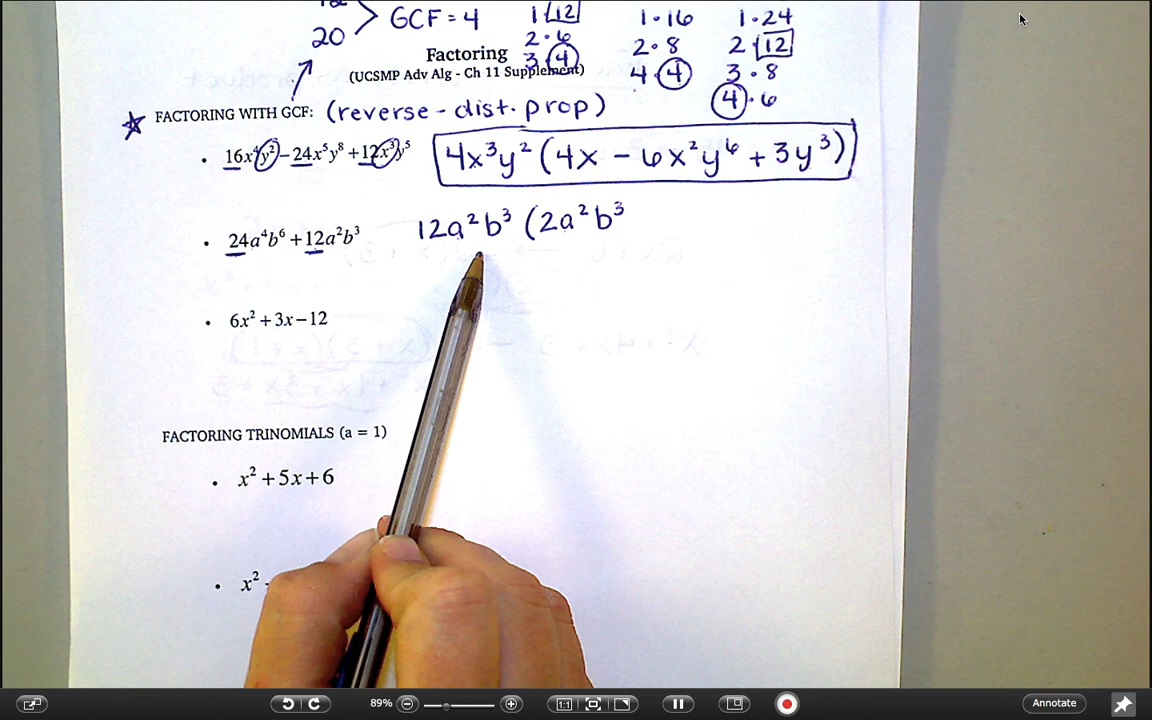 GCF = 4 1·12 1·16 1·24
20 2·6 2·8 2·12
Factoring 3·4 4·4 3·8
(UCSMP Adv Alg - Ch 11 Supplement) 4·6
FACTORING WITH GCF: (reverse - dist. prop)
• 16x⁴y² − 24x⁵y⁸ + 12x³y⁵ 4x³y² (4x − 6x²y⁶ + 3y³)
• 24a⁴b⁶ + 12a²b³ 12a²b³ (2a²b³
• 6x² + 3x − 12
FACTORING TRINOMIALS (a = 1)
• x² + 5x + 6
• x² -
89% 1:1 Annotate